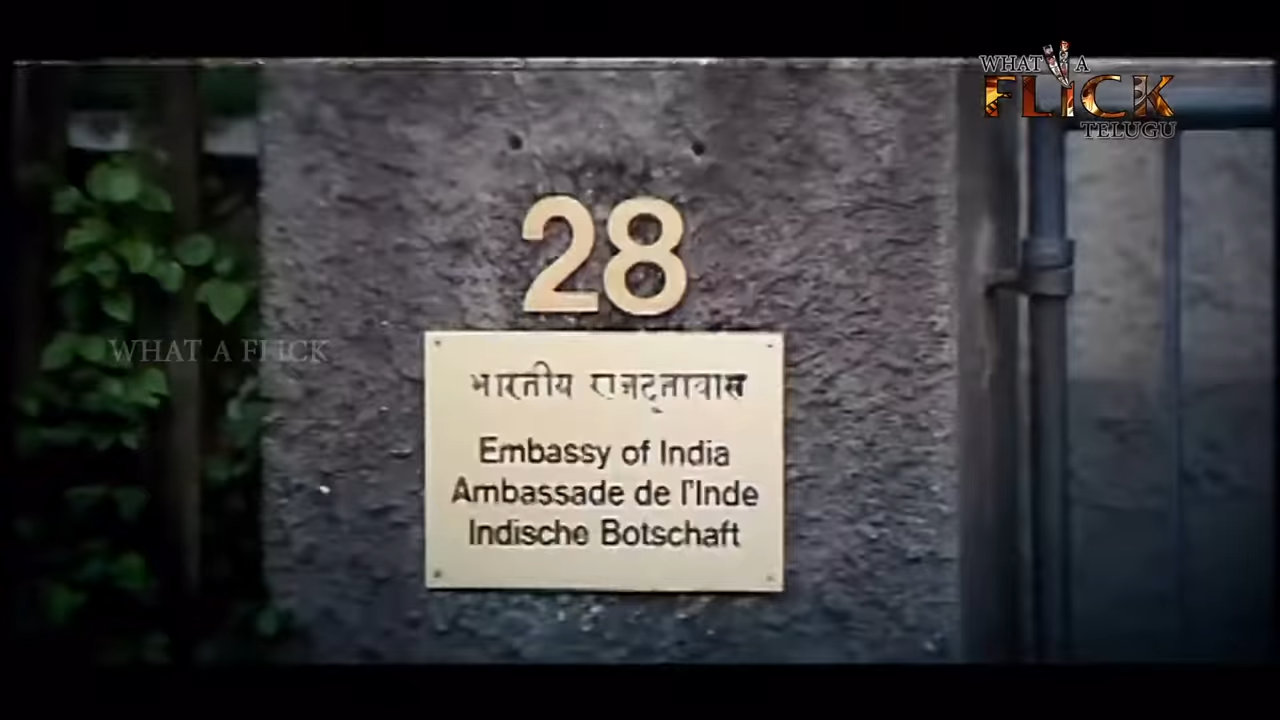 WHAT A
FLICK
TELUGU
28
WHAT A FLICK
भारतीय राजदूतावास
Embassy of India
Ambassade de l'Inde
Indische Botschaft